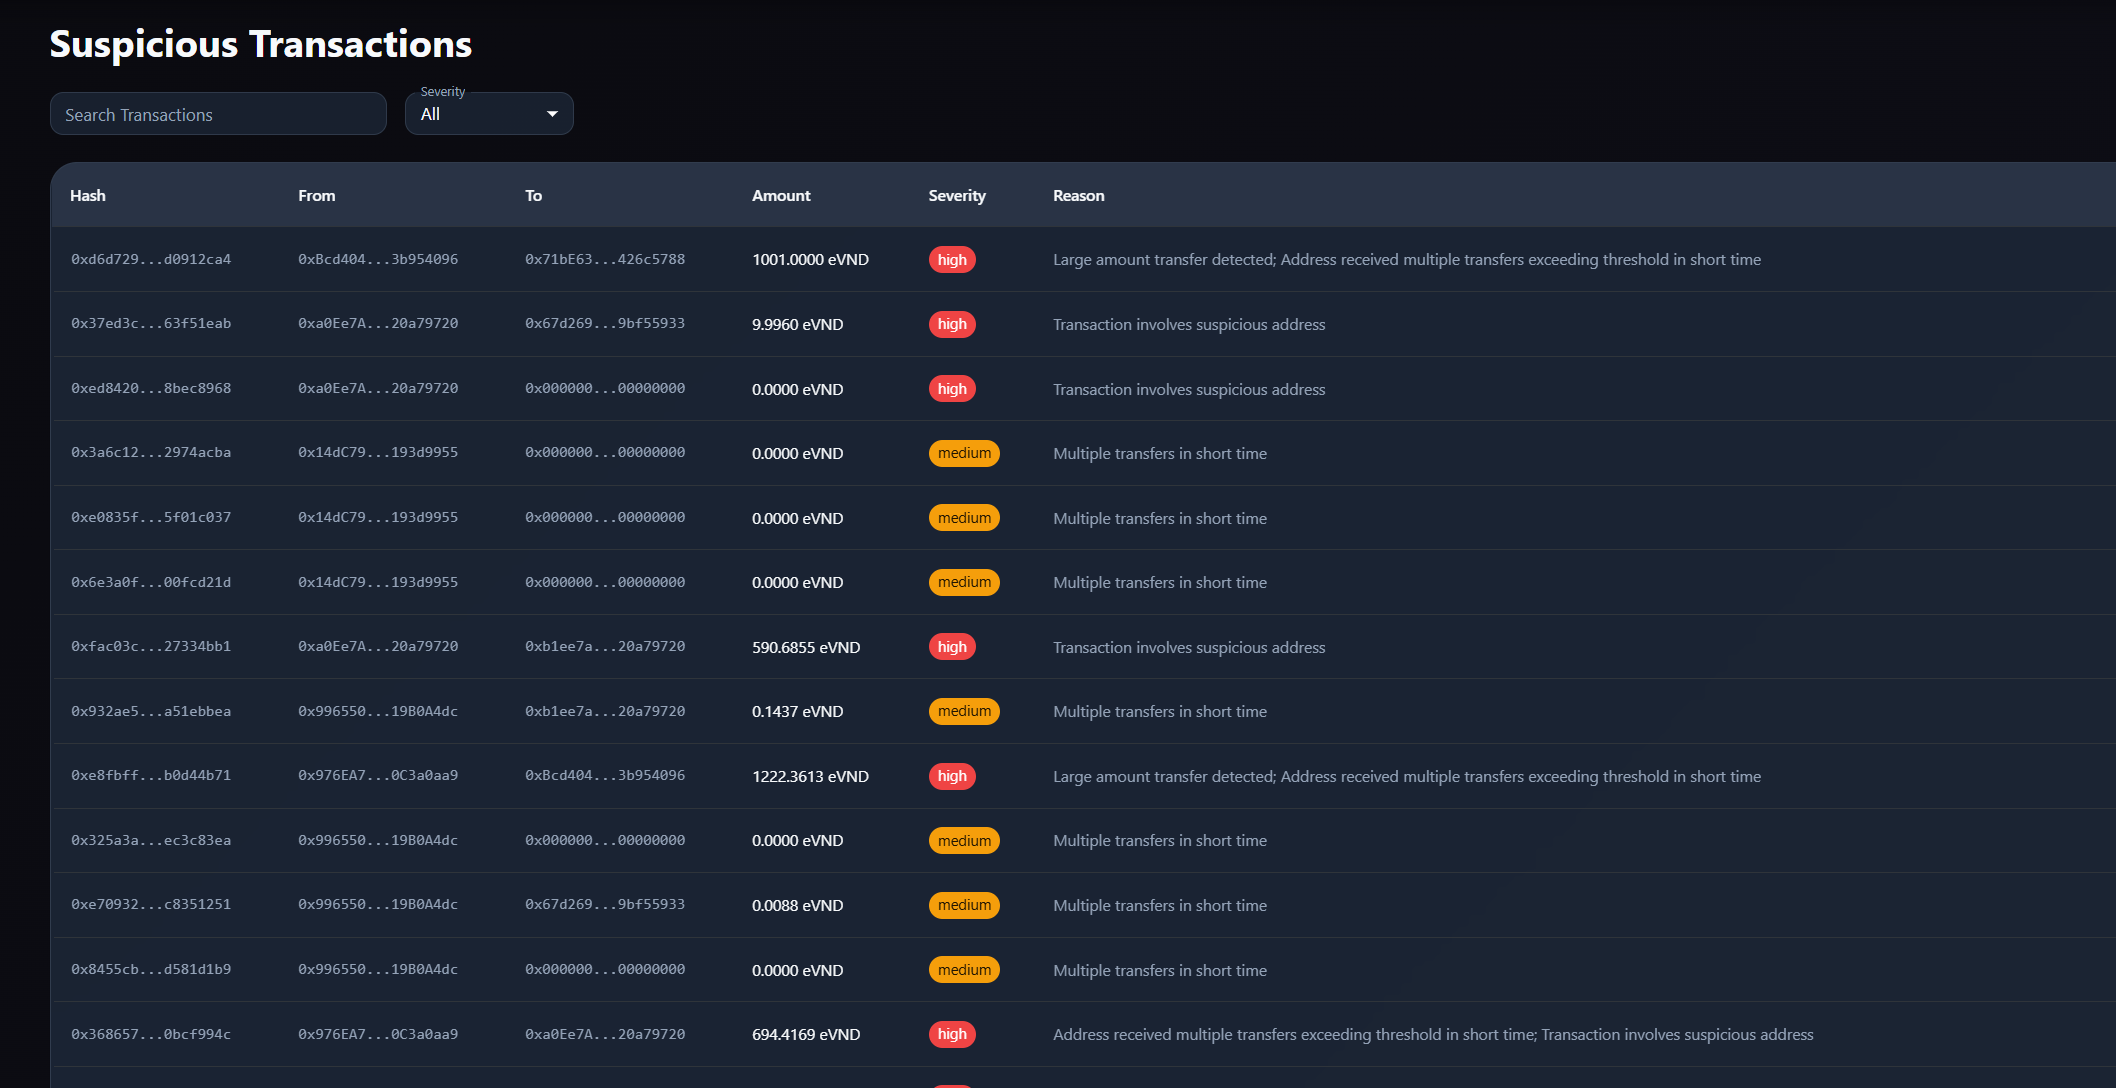 Suspicious Transactions
Search Transactions
Severity
All
Hash From To Amount Severity Reason
0xd6d729...d0912ca4 0xBcd404...3b954096 0x71bE63...426c5788 1001.0000 eVND high Large amount transfer detected; Address received multiple transfers exceeding threshold in short time
0x37ed3c...63f51eab 0xa0Ee7A...20a79720 0x67d269...9bf55933 9.9960 eVND high Transaction involves suspicious address
0xed8420...8bec8968 0xa0Ee7A...20a79720 0x000000...00000000 0.0000 eVND high Transaction involves suspicious address
0x3a6c12...2974acba 0x14dC79...193d9955 0x000000...00000000 0.0000 eVND medium Multiple transfers in short time
0xe0835f...5f01c037 0x14dC79...193d9955 0x000000...00000000 0.0000 eVND medium Multiple transfers in short time
0x6e3a0f...00fcd21d 0x14dC79...193d9955 0x000000...00000000 0.0000 eVND medium Multiple transfers in short time
0xfac03c...27334bb1 0xa0Ee7A...20a79720 0xb1ee7a...20a79720 590.6855 eVND high Transaction involves suspicious address
0x932ae5...a51ebbea 0x996550...19B0A4dc 0xb1ee7a...20a79720 0.1437 eVND medium Multiple transfers in short time
0xe8fbff...b0d44b71 0x976EA7...0C3a0aa9 0xBcd404...3b954096 1222.3613 eVND high Large amount transfer detected; Address received multiple transfers exceeding threshold in short time
0x325a3a...ec3c83ea 0x996550...19B0A4dc 0x000000...00000000 0.0000 eVND medium Multiple transfers in short time
0xe70932...c8351251 0x996550...19B0A4dc 0x67d269...9bf55933 0.0088 eVND medium Multiple transfers in short time
0x8455cb...d581d1b9 0x996550...19B0A4dc 0x000000...00000000 0.0000 eVND medium Multiple transfers in short time
0x368657...0bcf994c 0x976EA7...0C3a0aa9 0xa0Ee7A...20a79720 694.4169 eVND high Address received multiple transfers exceeding threshold in short time; Transaction involves suspicious address